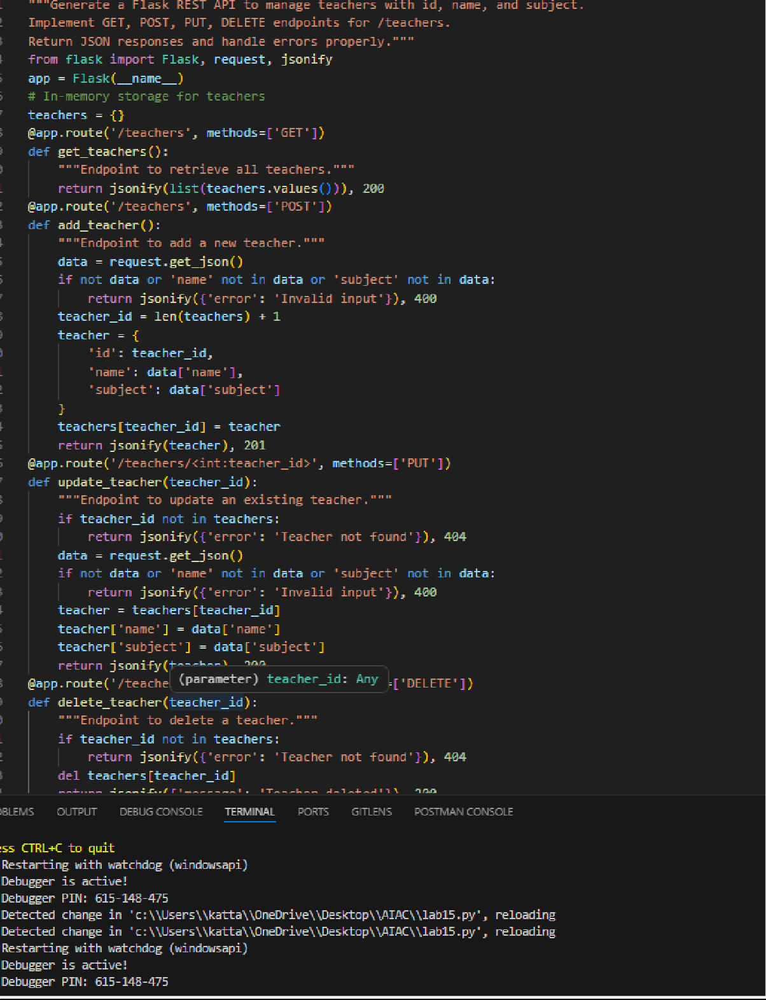 """Generate a Flask REST API to manage teachers with id, name, and subject.
Implement GET, POST, PUT, DELETE endpoints for /teachers.
Return JSON responses and handle errors properly."""
from flask import Flask, request, jsonify
app = Flask(__name__)
# In-memory storage for teachers
teachers = {}
@app.route('/teachers', methods=['GET'])
def get_teachers():
    """Endpoint to retrieve all teachers."""
    return jsonify(list(teachers.values())), 200
@app.route('/teachers', methods=['POST'])
def add_teacher():
    """Endpoint to add a new teacher."""
    data = request.get_json()
    if not data or 'name' not in data or 'subject' not in data:
        return jsonify({'error': 'Invalid input'}), 400
    teacher_id = len(teachers) + 1
    teacher = {
        'id': teacher_id,
        'name': data['name'],
        'subject': data['subject']
    }
    teachers[teacher_id] = teacher
    return jsonify(teacher), 201
@app.route('/teachers/<int:teacher_id>', methods=['PUT'])
def update_teacher(teacher_id):
    """Endpoint to update an existing teacher."""
    if teacher_id not in teachers:
        return jsonify({'error': 'Teacher not found'}), 404
    data = request.get_json()
    if not data or 'name' not in data or 'subject' not in data:
        return jsonify({'error': 'Invalid input'}), 400
    teacher = teachers[teacher_id]
    teacher['name'] = data['name']
    teacher['subject'] = data['subject']
    return jsonify(teacher), 200
(parameter) teacher_id: Any
@app.route('/teache ['DELETE'])
def delete_teacher(teacher_id):
    """Endpoint to delete a teacher."""
    if teacher_id not in teachers:
        return jsonify({'error': 'Teacher not found'}), 404
    del teachers[teacher_id]
    return jsonify({'message': 'Teacher deleted'}), 200
OBLEMS OUTPUT DEBUG CONSOLE TERMINAL PORTS GITLENS POSTMAN CONSOLE
ess CTRL+C to quit
Restarting with watchdog (windowsapi)
Debugger is active!
Debugger PIN: 615-148-475
Detected change in 'c:\\Users\\katta\\OneDrive\\Desktop\\AIAC\\lab15.py', reloading
Detected change in 'c:\\Users\\katta\\OneDrive\\Desktop\\AIAC\\lab15.py', reloading
Restarting with watchdog (windowsapi)
Debugger is active!
Debugger PIN: 615-148-475